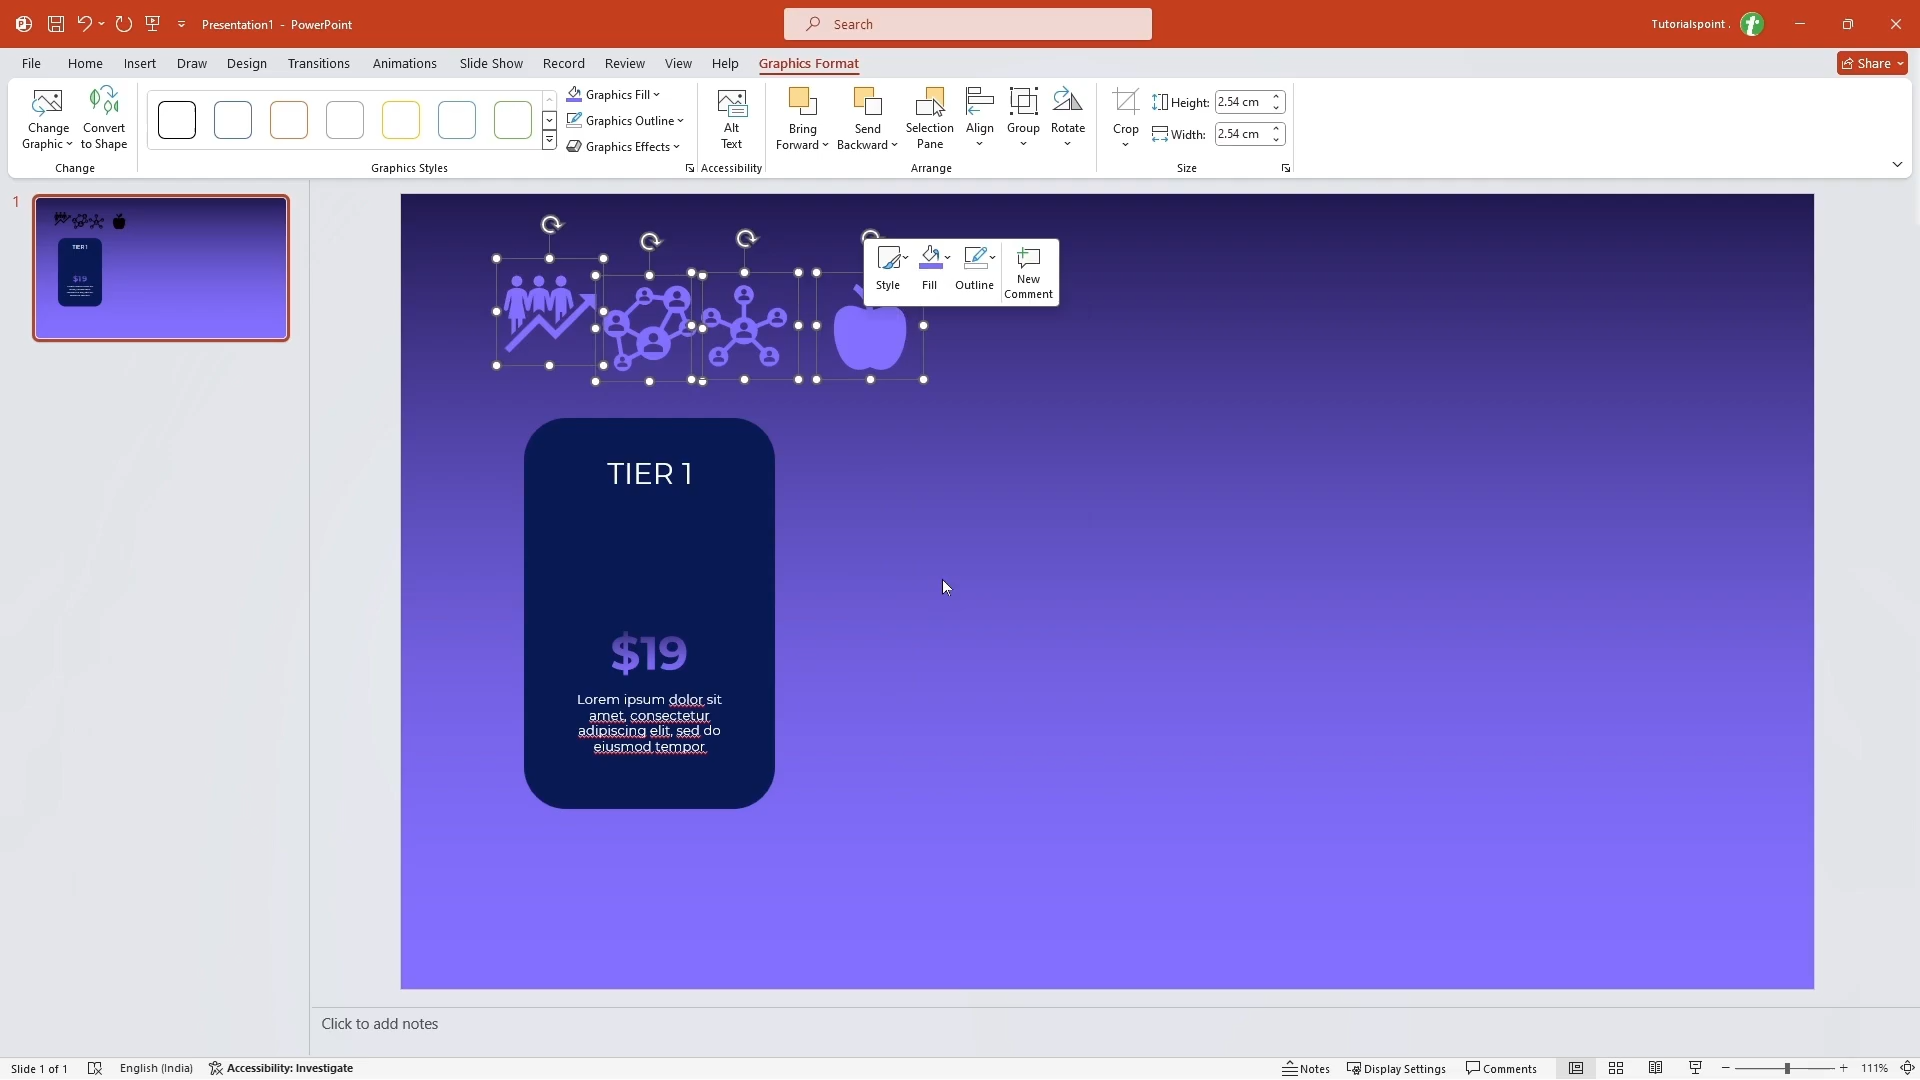 Presentation1 - PowerPoint
Search
Tutorialspoint .
File Home Insert Draw Design Transitions Animations Slide Show Record Review View Help Graphics Format
Share
Change Graphic
Convert to Shape
Change
Graphics Fill
Graphics Outline
Graphics Effects
Graphics Styles
Alt Text
Accessibility
Bring Forward
Send Backward
Selection Pane
Align
Group
Rotate
Arrange
Crop
Height: 2.54 cm
Width: 2.54 cm
Size
1
TIER 1
$19
Style Fill Outline
New Comment
TIER 1
$19
Lorem ipsum dolor sit
amet, consectetur
adipiscing elit, sed do
eiusmod tempor
Click to add notes
Slide 1 of 1
English (India)
Accessibility: Investigate
Notes
Display Settings
Comments
111%